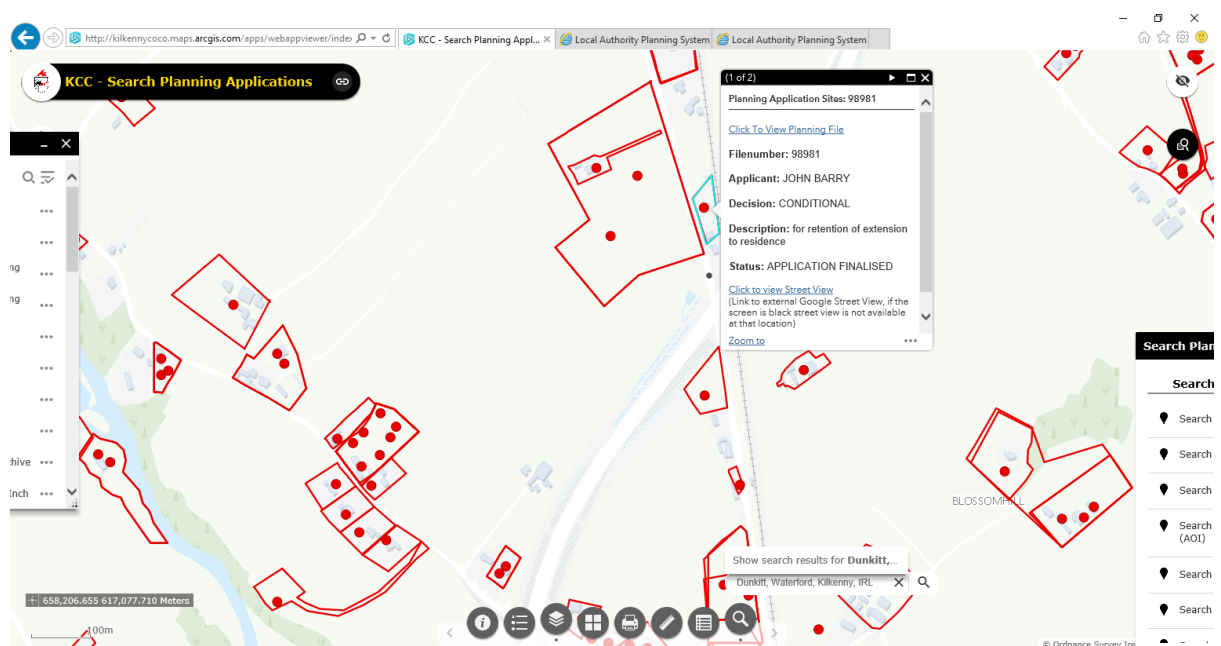 http://kilkennycoco.maps.arcgis.com/apps/webappviewer/index
KCC - Search Planning Appl...
Local Authority Planning System
Local Authority Planning System
KCC - Search Planning Applications
(1 of 2)
Planning Application Sites: 98981
Click To View Planning File
Filenumber: 98981
Applicant: JOHN BARRY
Decision: CONDITIONAL
Description: for retention of extension
to residence
Status: APPLICATION FINALISED
Click to view Street View
(Link to external Google Street View, if the
screen is black street view is not available
at that location)
Zoom to
ng
ng
chive
Inch
Search Plan
Search
Search
Search
Search
Search
(AOI)
Search
Search
BLOSSOMHILL
Show search results for Dunkitt,...
Dunkitt, Waterford, Kilkenny, IRL
658,206.655 617,077.710 Meters
100m
© Ordnance Survey Ire